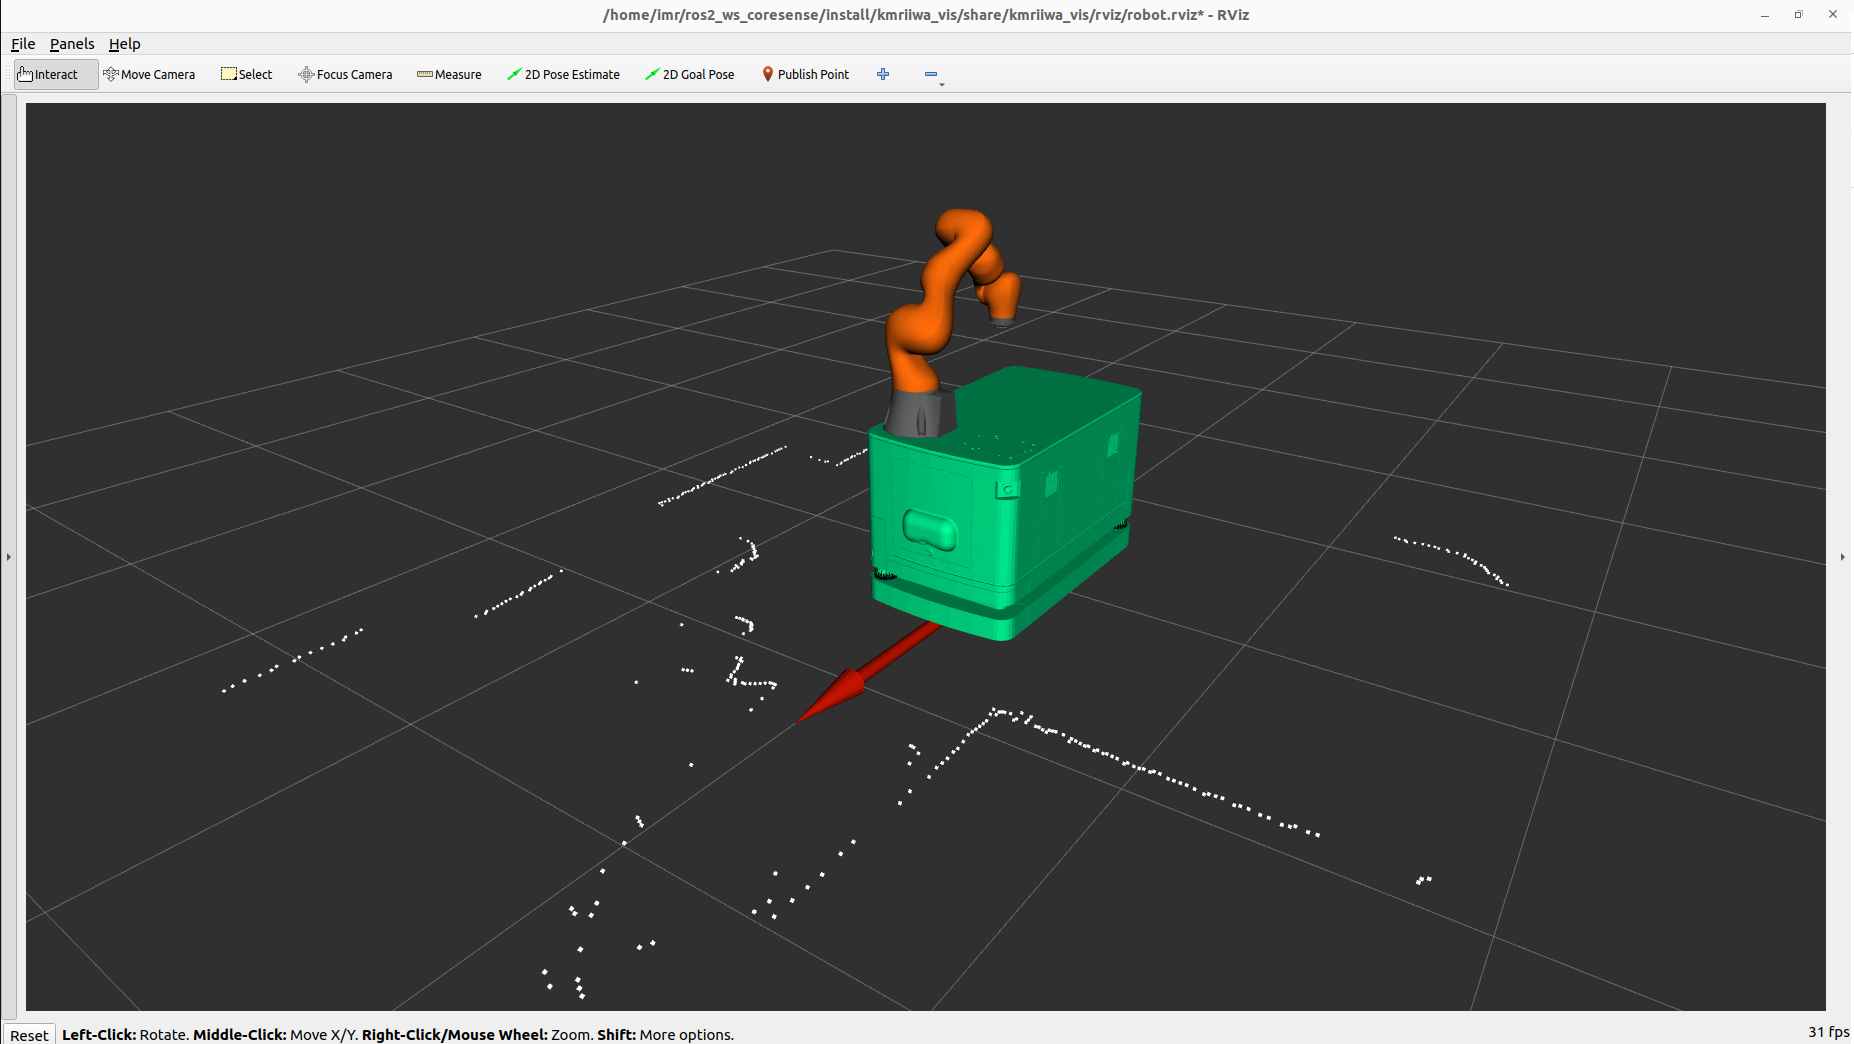 /home/imr/ros2_ws_coresense/install/kmriiwa_vis/share/kmriiwa_vis/rviz/robot.rviz* - RViz
File Panels Help
Interact Move Camera Select Focus Camera Measure 2D Pose Estimate 2D Goal Pose Publish Point
Reset Left-Click: Rotate. Middle-Click: Move X/Y. Right-Click/Mouse Wheel: Zoom. Shift: More options. 31 fps